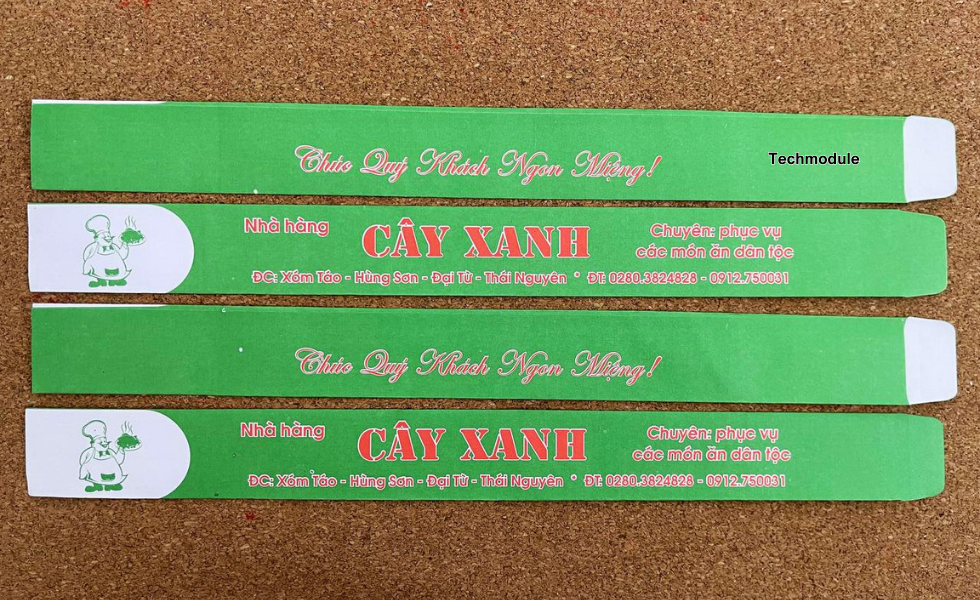 Chúc Quý Khách Ngon Miệng!
Techmodule
Nhà hàng
CÂY XANH
Chuyên: phục vụ
các món ăn dân tộc
ĐC: Xóm Táo - Hùng Sơn - Đại Từ - Thái Nguyên * ĐT: 0280.3824828 - 0912.750031
Chúc Quý Khách Ngon Miệng!
Nhà hàng
CÂY XANH
Chuyên: phục vụ
các món ăn dân tộc
ĐC: Xóm Táo - Hùng Sơn - Đại Từ - Thái Nguyên * ĐT: 0280.3824828 - 0912.750031